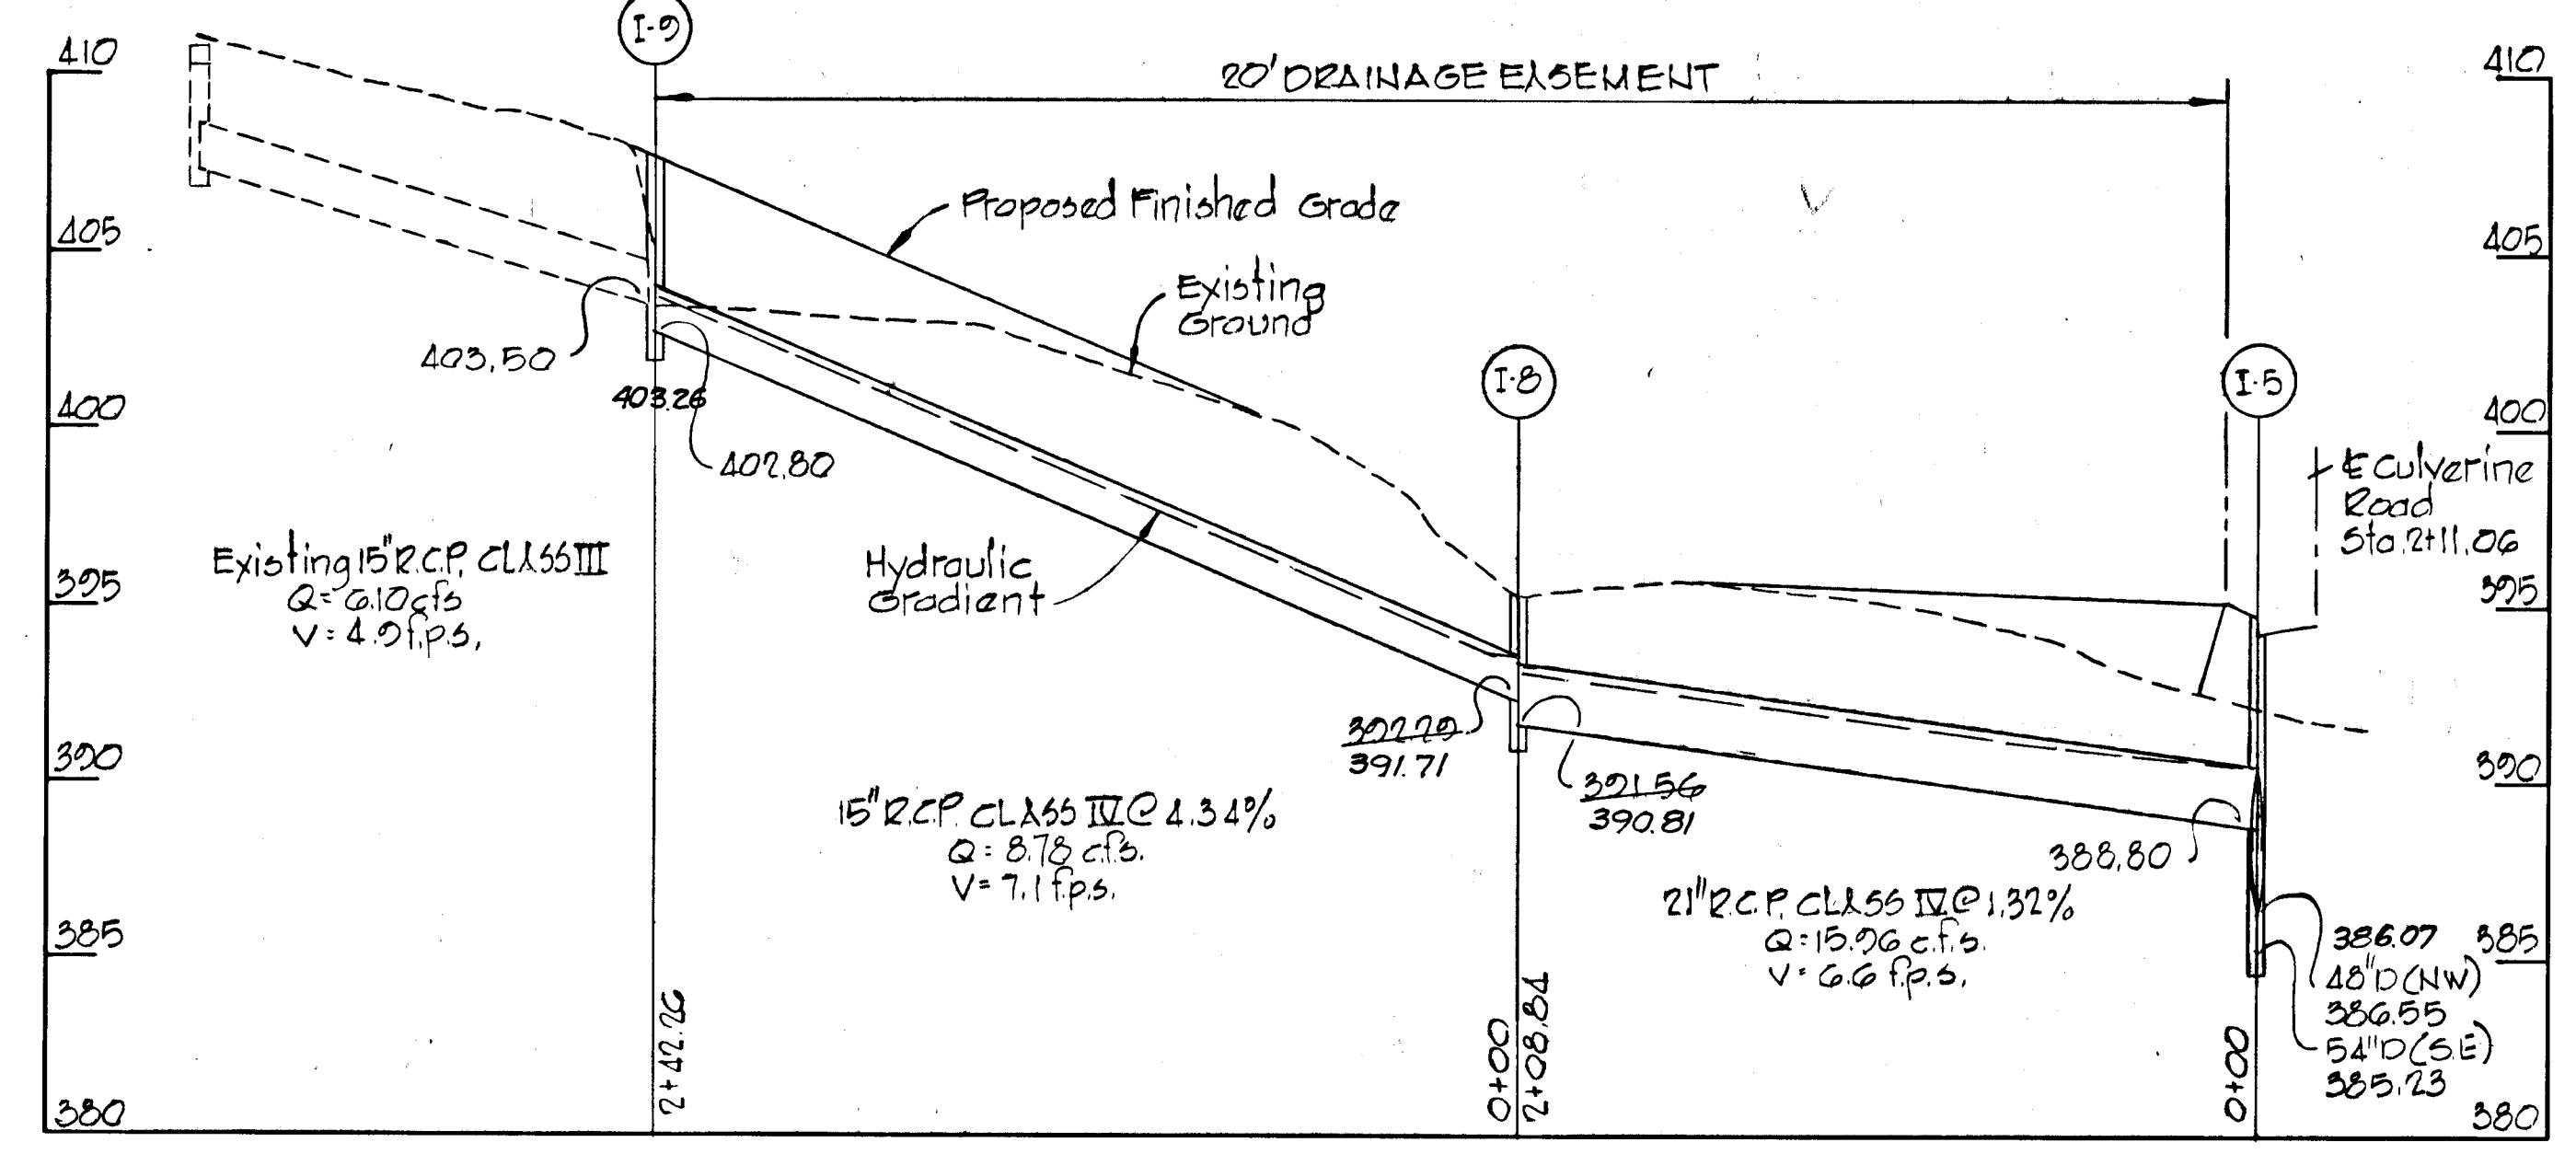 I-9
410
20' DRAINAGE EASEMENT
410
Proposed Finished Grade
405
405
Existing
Ground
403.50
403.26
402.80
400
I-8
I-5
400
℄ Culverine
Road
Sta. 2+11.06
Existing 15" R.C.P. CLASS III
Q= 6.10 cfs
V= 4.9 f.p.s.
Hydraulic
Gradient
395
395
392.29
391.71
391.56
390.81
390
390
388.80
15" R.C.P. CLASS IV @ 4.34%
Q= 8.78 c.f.s.
V= 7.1 f.p.s.
21" R.C.P. CLASS IV @ 1.32%
Q= 15.96 c.f.s.
V= 6.6 f.p.s.
385
385
386.07
48"D (NW)
386.55
54"D (S.E)
385.23
2+42.26
0+00
2+08.84
0+00
380
380